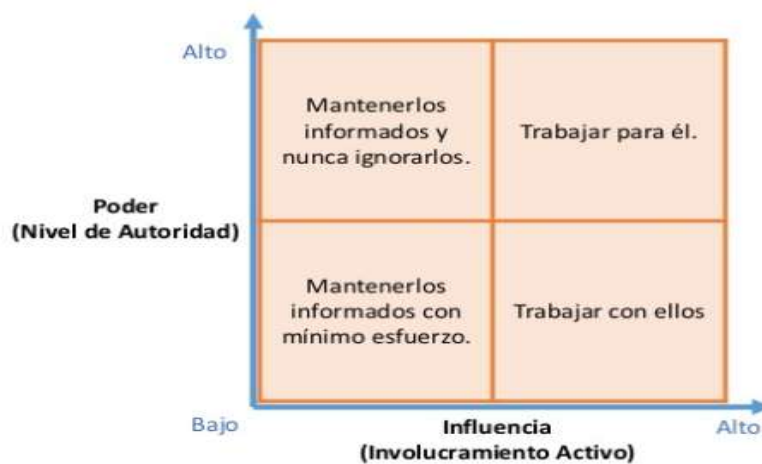 Alto
Mantenerlos
informados y
nunca ignorarlos.
Trabajar para él.
Poder
(Nivel de Autoridad)
Mantenerlos
informados con
mínimo esfuerzo.
Trabajar con ellos
Bajo
Influencia
(Involucramiento Activo)
Alto